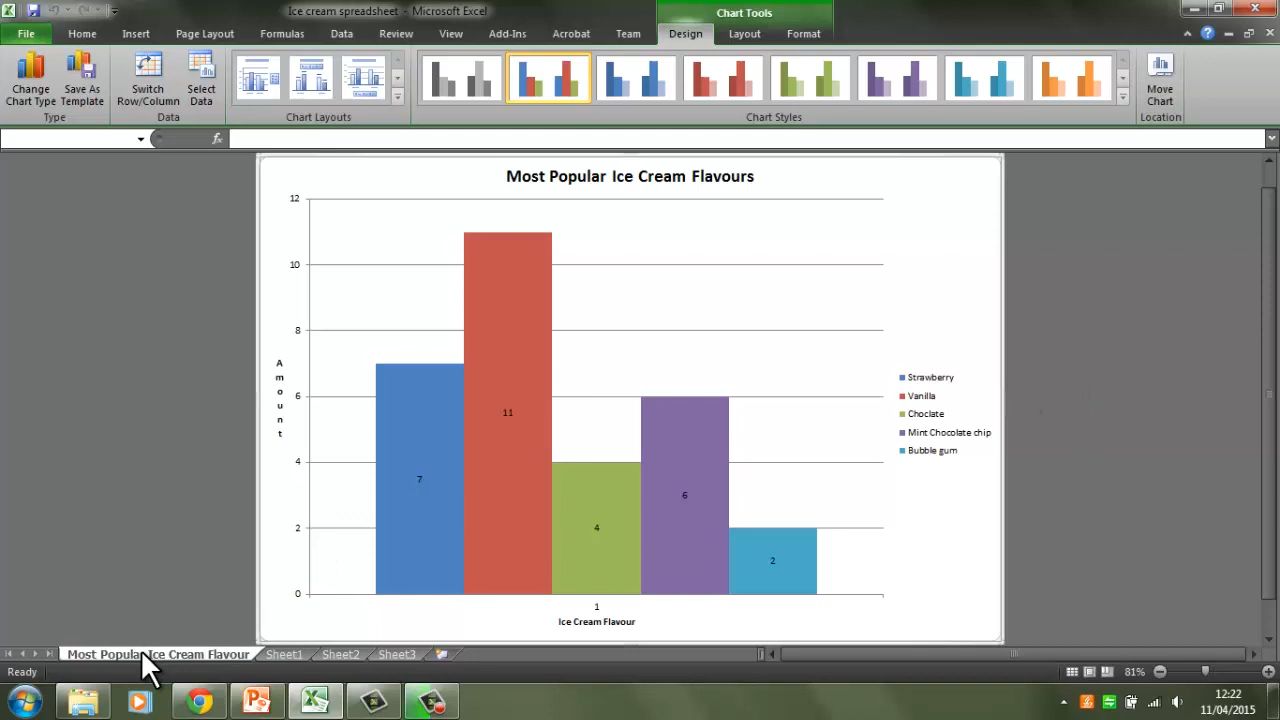 Ice cream spreadsheet - Microsoft Excel
Chart Tools
File Home Insert Page Layout Formulas Data Review View Add-Ins Acrobat Team Design Layout Format
Change Chart Type
Save As Template
Switch Row/Column
Select Data
Move Chart
Type Data Chart Layouts Chart Styles Location
fx
Most Popular Ice Cream Flavours
12
10
8
6
4
2
0
Amount
7
11
4
6
2
1
Ice Cream Flavour
Strawberry
Vanilla
Choclate
Mint Chocolate chip
Bubble gum
Most Popular Ice Cream Flavour Sheet1 Sheet2 Sheet3
Ready 81%
12:22
11/04/2015